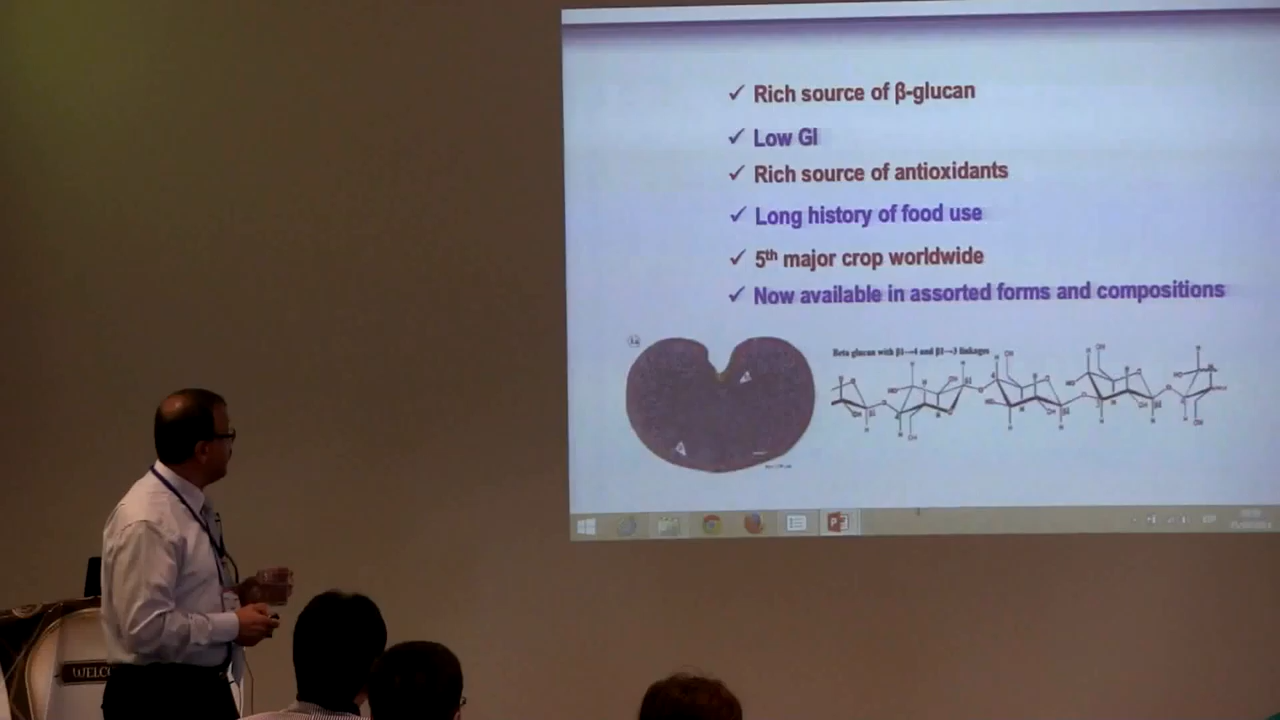 ✓ Rich source of β-glucan
✓ Low GI
✓ Rich source of antioxidants
✓ Long history of food use
✓ 5th major crop worldwide
✓ Now available in assorted forms and compositions
Beta glucan with β1→4 and β1→3 linkages